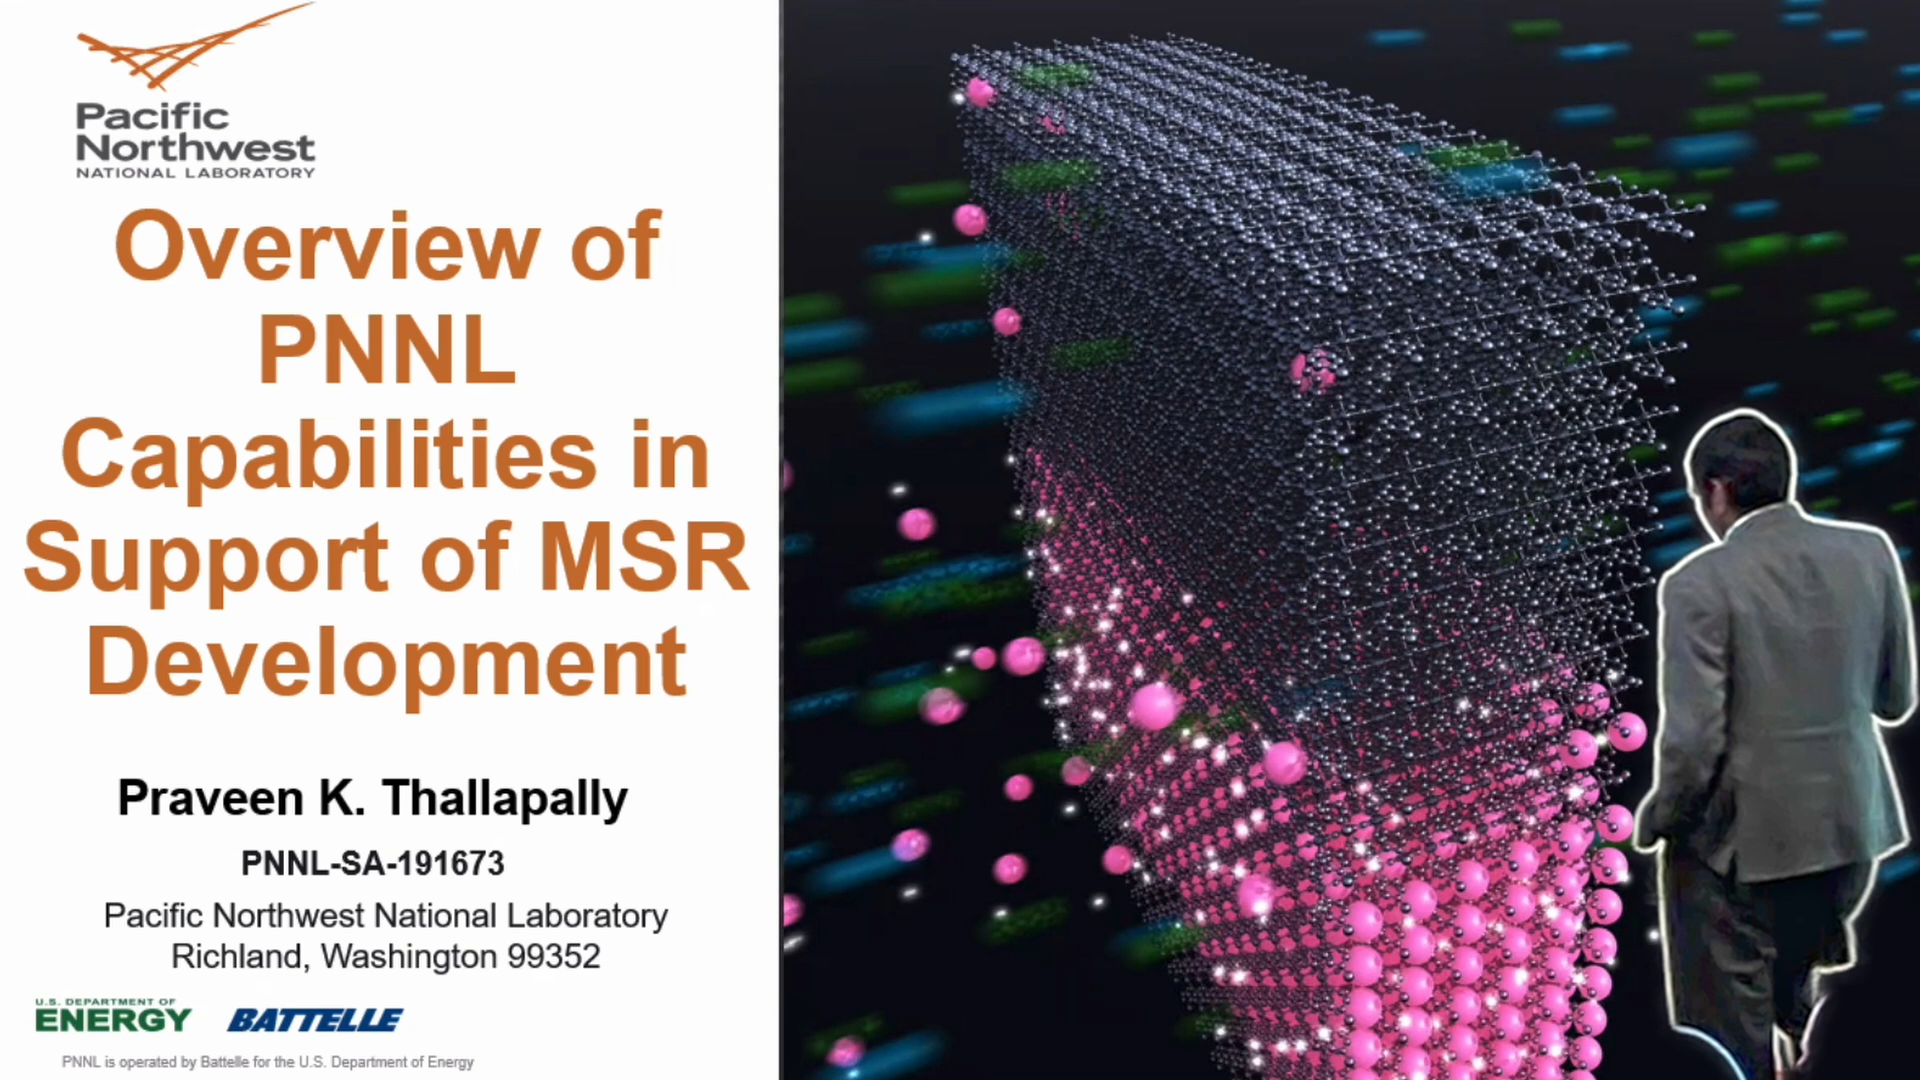 Pacific
Northwest
NATIONAL LABORATORY
Overview of
PNNL
Capabilities in
Support of MSR
Development
Praveen K. Thallapally
PNNL-SA-191673
Pacific Northwest National Laboratory
Richland, Washington 99352
U.S. DEPARTMENT OF
ENERGY
BATTELLE
PNNL is operated by Battelle for the U.S. Department of Energy